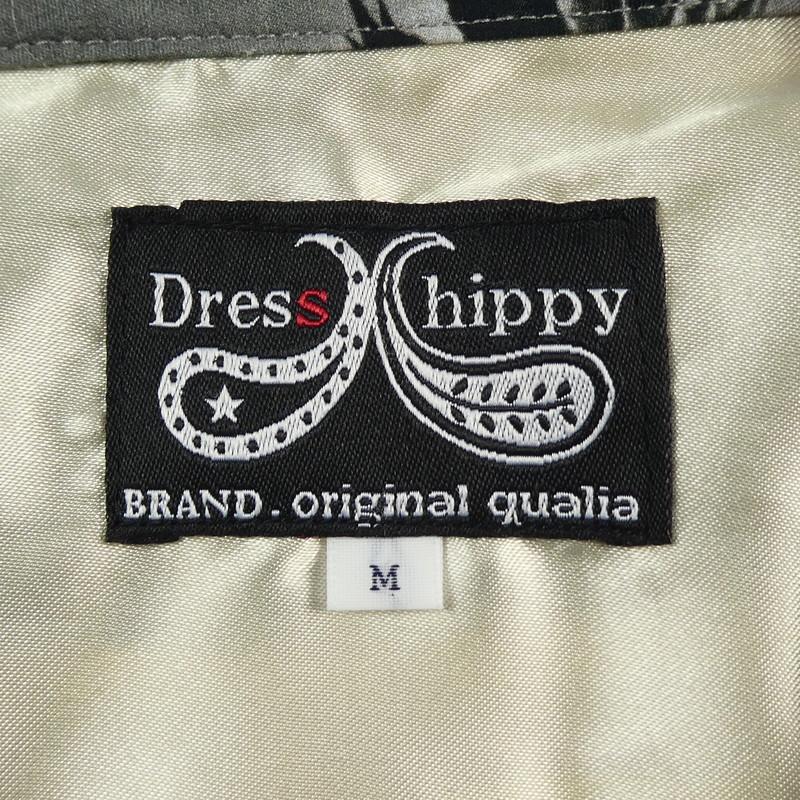 Dress hippy
BRAND. original qualia
M